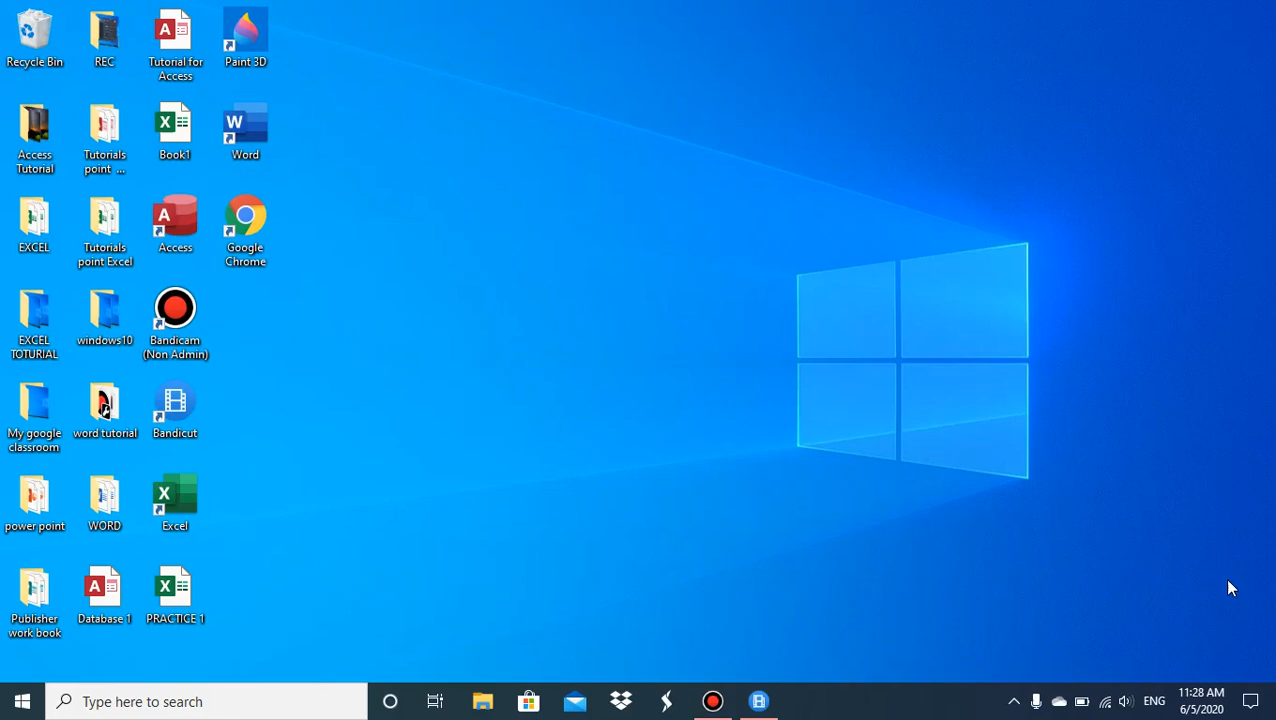 Recycle Bin
REC
Tutorial for
Access
Paint 3D
Access
Tutorial
Tutorials
point ...
Book1
Word
EXCEL
Tutorials
point Excel
Access
Google
Chrome
EXCEL
TOTURIAL
windows10
Bandicam
(Non Admin)
My google
classroom
word tutorial
Bandicut
power point
WORD
Excel
Publisher
work book
Database 1
PRACTICE 1
Type here to search
ENG
11:28 AM
6/5/2020